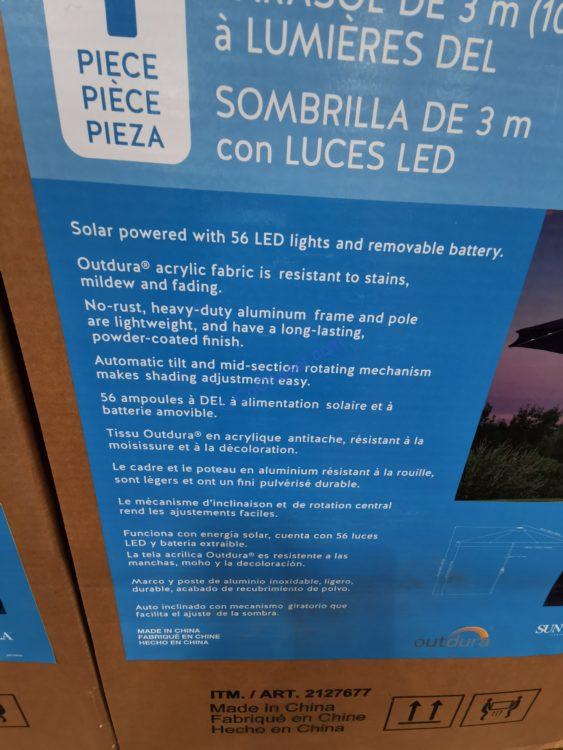 PIECE
PIÈCE
PIEZA
PARASOL DE 3 m (10
à LUMIÈRES DEL
SOMBRILLA DE 3 m
con LUCES LED
Solar powered with 56 LED lights and removable battery.
Outdura® acrylic fabric is resistant to stains,
mildew and fading.
No-rust, heavy-duty aluminum frame and pole
are lightweight, and have a long-lasting,
powder-coated finish.
Automatic tilt and mid-section rotating mechanism
makes shading adjustment easy.
56 ampoules à DEL à alimentation solaire et à
batterie amovible.
Tissu Outdura® en acrylique antitache, résistant à la
moisissure et à la décoloration.
Le cadre et le poteau en aluminium résistant à la rouille,
sont légers et ont un fini pulvérisé durable.
Le mécanisme d'inclinaison et de rotation central
rend les ajustements faciles.
Funciona con energía solar, cuenta con 56 luces
LED y batería extraible.
La tela acrílica Outdura® es resistente a las
manchas, moho y la decoloración.
Marco y poste de aluminio inoxidable, ligero,
durable, acabado de recubrimiento de polvo.
Auto inclinado con mecanismo giratorio que
facilita el ajuste de la sombra.
MADE IN CHINA
FABRIQUÉ EN CHINE
HECHO EN CHINA
outdura®
SUN
LA
ITM. / ART. 2127677
Made in China
Fabriqué en Chine
Hecho en China